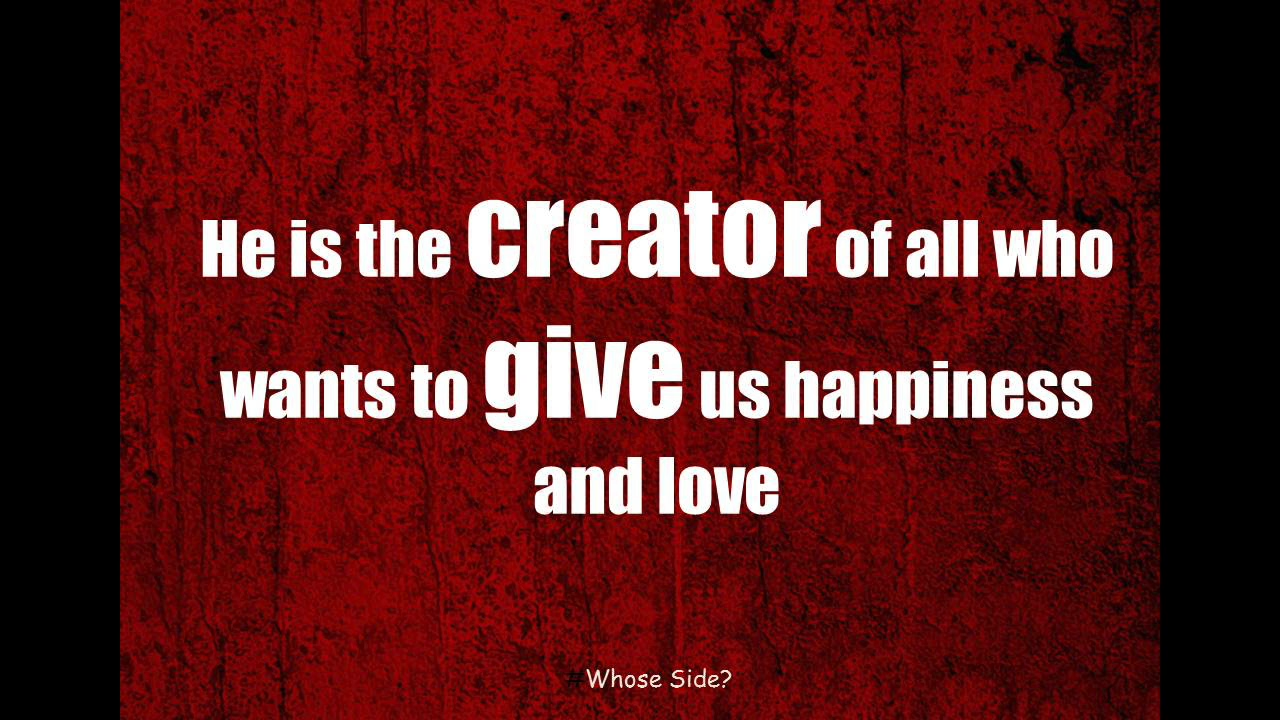 He is the creator of all who
wants to give us happiness
and love
#Whose Side?